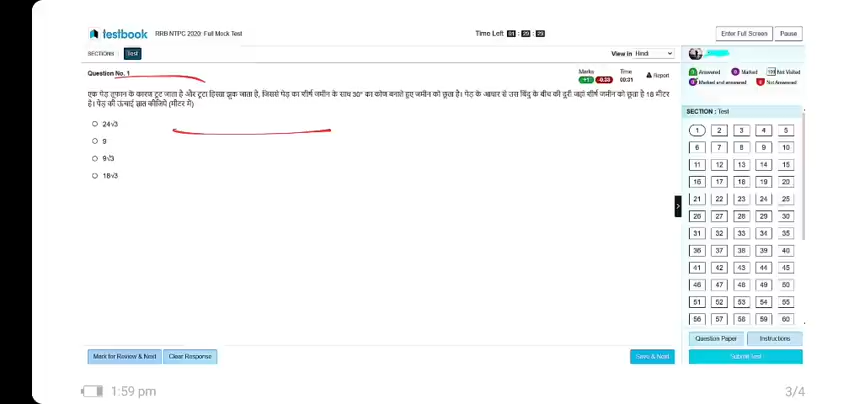 testbook RRB NTPC 2020: Full Mock Test
Time Left 01 : 29 : 29
Enter Full Screen Pause
SECTIONS Test
View in Hindi
Question No. 1
Marks Time
+1 -0.33 00:31 Report
एक पेड़ तूफान के कारण टूट जाता है और टूटा हिस्सा झुक जाता है, जिससे पेड़ का शीर्ष जमीन के साथ 30° का कोण बनाते हुए जमीन को छूता है। पेड़ के आधार से उस बिंदु के बीच की दूरी जहां शीर्ष जमीन को छूता है 18 मीटर
है। पेड़ की ऊंचाई ज्ञात कीजिये (मीटर में)
24√3
9
9√3
18√3
Answered Marked Not Visited
Marked and answered Not Answered
SECTION : Test
1 2 3 4 5
6 7 8 9 10
11 12 13 14 15
16 17 18 19 20
21 22 23 24 25
26 27 28 29 30
31 32 33 34 35
36 37 38 39 40
41 42 43 44 45
46 47 48 49 50
51 52 53 54 55
56 57 58 59 60
Question Paper Instructions
Mark for Review & Next Clear Response Save & Next Submit Test
1:59 pm 3/4